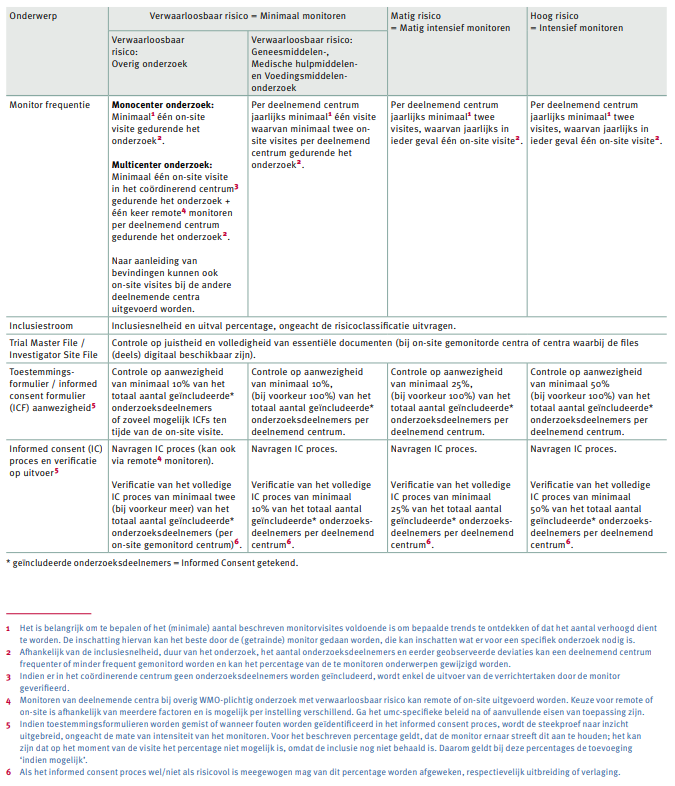 Onderwerp
Verwaarloosbaar risico = Minimaal monitoren
Matig risico
= Matig intensief monitoren
Hoog risico
= Intensief monitoren
Verwaarloosbaar
risico:
Overig onderzoek
Verwaarloosbaar risico:
Geneesmiddelen-,
Medische hulpmiddelen-
en Voedingsmiddelen-
onderzoek
Monitor frequentie
Monocenter onderzoek:
Minimaal1 één on-site
visite gedurende het
onderzoek2.
Multicenter onderzoek:
Minimaal één on-site visite
in het coördinerend centrum3
gedurende het onderzoek +
één keer remote4 monitoren
per deelnemend centrum
gedurende het onderzoek2.
Naar aanleiding van
bevindingen kunnen ook
on-site visites bij de andere
deelnemende centra
uitgevoerd worden.
Per deelnemend centrum
jaarlijks minimaal1 één visite
waarvan minimaal twee on-
site visites per deelnemend
centrum gedurende het
onderzoek2.
Per deelnemend centrum
jaarlijks minimaal1 twee
visites, waarvan jaarlijks in
ieder geval één on-site visite2.
Per deelnemend centrum
jaarlijks minimaal1 twee
visites, waarvan jaarlijks in
ieder geval één on-site visite2.
Inclusiestroom
Inclusiesnelheid en uitval percentage, ongeacht de risicoclassificatie uitvragen.
Trial Master File /
Investigator Site File
Controle op juistheid en volledigheid van essentiële documenten (bij on-site gemonitorde centra of centra waarbij de files
(deels) digitaal beschikbaar zijn).
Toestemmings-
formulier / informed
consent formulier
(ICF) aanwezigheid5
Controle op aanwezigheid
van minimaal 10% van het
totaal aantal geïncludeerde*
onderzoeksdeelnemers
of zoveel mogelijk ICFs ten
tijde van de on-site visite.
Controle op aanwezigheid
van minimaal 10%,
(bij voorkeur 100%) van het
totaal aantal geïncludeerde*
onderzoeksdeelnemers per
deelnemend centrum.
Controle op aanwezigheid
van minimaal 25%,
(bij voorkeur 100%) van het
totaal aantal geïncludeerde*
onderzoeksdeelnemers per
deelnemend centrum.
Controle op aanwezigheid
van minimaal 50%
(bij voorkeur 100%) van het
totaal aantal geïncludeerde*
onderzoeksdeelnemers per
deelnemend centrum.
Informed consent (IC)
proces en verificatie
op uitvoer5
Navragen IC proces (kan ook
via remote4 monitoren).
Verificatie van het volledige
IC proces van minimaal twee
(bij voorkeur meer) van het
totaal aantal geïncludeerde*
onderzoeksdeelnemers (per
on-site gemonitord centrum)6.
Navragen IC proces.
Verificatie van het volledige
IC proces van minimaal
10% van het totaal aantal
geïncludeerde* onderzoeks-
deelnemers per deelnemend
centrum6.
Navragen IC proces.
Verificatie van het volledige
IC proces van minimaal
25% van het totaal aantal
geïncludeerde* onderzoeks-
deelnemers per deelnemend
centrum6.
Navragen IC proces.
Verificatie van het volledige
IC proces van minimaal
50% van het totaal aantal
geïncludeerde* onderzoeks-
deelnemers per deelnemend
centrum6.
* geïncludeerde onderzoeksdeelnemers = Informed Consent getekend.
1 Het is belangrijk om te bepalen of het (minimale) aantal beschreven monitorvisites voldoende is om bepaalde trends te ontdekken of dat het aantal verhoogd dient
te worden. De inschatting hiervan kan het beste door de (getrainde) monitor gedaan worden, die kan inschatten wat er voor een specifiek onderzoek nodig is.
2 Afhankelijk van de inclusiesnelheid, duur van het onderzoek, het aantal onderzoeksdeelnemers en eerder geobserveerde deviaties kan een deelnemend centrum
frequenter of minder frequent gemonitord worden en kan het percentage van de te monitoren onderwerpen gewijzigd worden.
3 Indien er in het coördinerende centrum geen onderzoeksdeelnemers worden geïncludeerd, wordt enkel de uitvoer van de verrichtertaken door de monitor
geverifieerd.
4 Monitoren van deelnemende centra bij overig WMO-plichtig onderzoek met verwaarloosbaar risico kan remote of on-site uitgevoerd worden. Keuze voor remote of
on-site is afhankelijk van meerdere factoren en is mogelijk per instelling verschillend. Ga het umc-specifieke beleid na of aanvullende eisen van toepassing zijn.
5 Indien toestemmingsformulieren worden gemist of wanneer fouten worden geïdentificeerd in het informed consent proces, wordt de steekproef naar inzicht
uitgebreid, ongeacht de mate van intensiteit van het monitoren. Voor het beschreven percentage geldt, dat de monitor ernaar streeft dit aan te houden; het kan
zijn dat op het moment van de visite het percentage niet mogelijk is, omdat de inclusie nog niet behaald is. Daarom geldt bij deze percentages de toevoeging
‘indien mogelijk’.
6 Als het informed consent proces wel/niet als risicovol is meegewogen mag van dit percentage worden afgeweken, respectievelijk uitbreiding of verlaging.